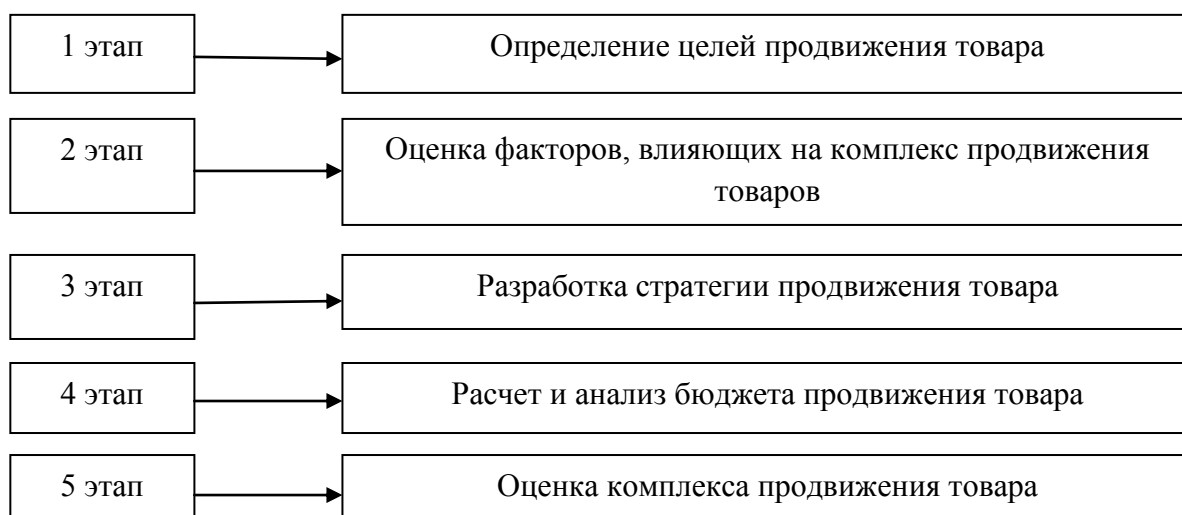 1 этап
Определение целей продвижения товара
2 этап
Оценка факторов, влияющих на комплекс продвижения
товаров
3 этап
Разработка стратегии продвижения товара
4 этап
Расчет и анализ бюджета продвижения товара
5 этап
Оценка комплекса продвижения товара